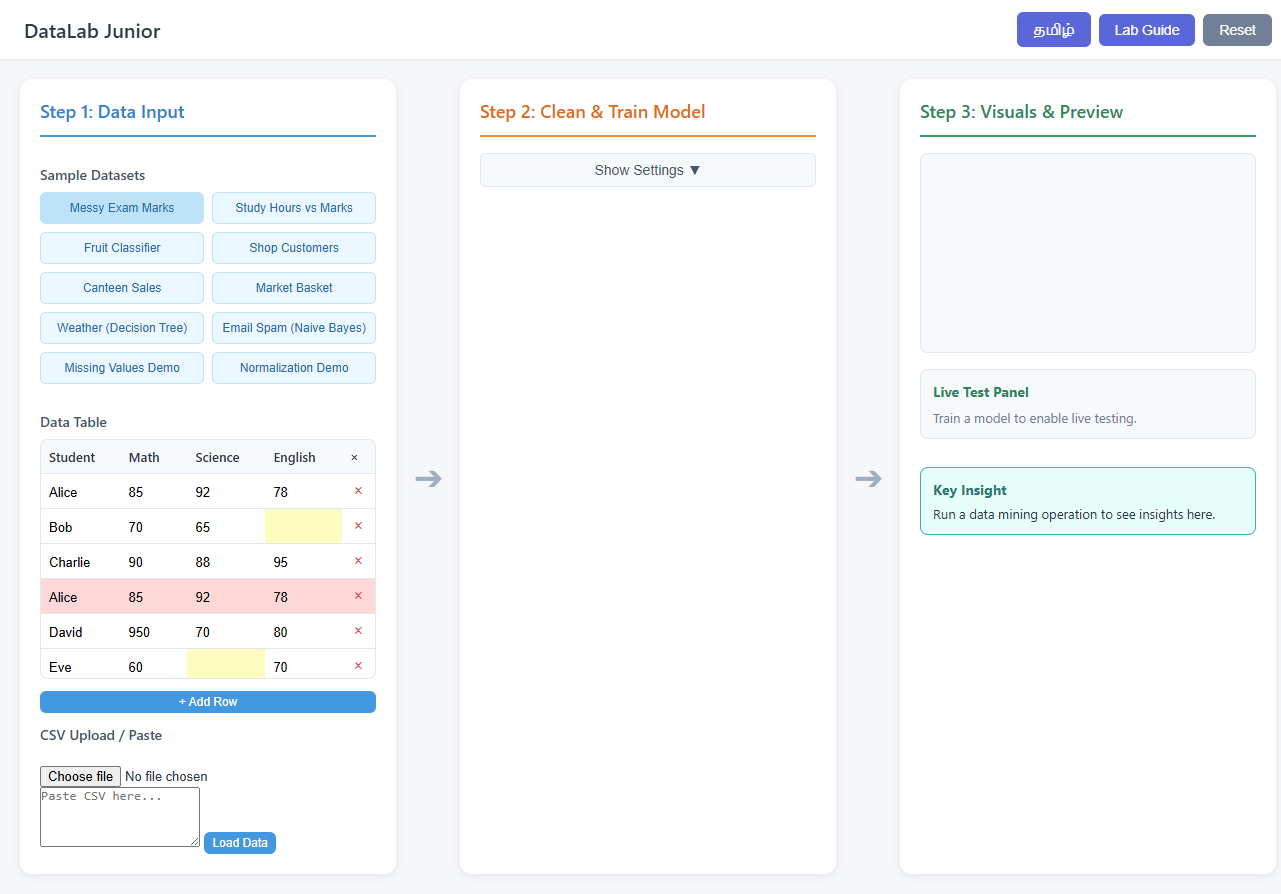 DataLab Junior
தமிழ் Lab Guide Reset
Step 1: Data Input
Sample Datasets
Messy Exam Marks Study Hours vs Marks
Fruit Classifier Shop Customers
Canteen Sales Market Basket
Weather (Decision Tree) Email Spam (Naive Bayes)
Missing Values Demo Normalization Demo
Data Table
Student Math Science English ×
Alice 85 92 78 ×
Bob 70 65 ×
Charlie 90 88 95 ×
Alice 85 92 78 ×
David 950 70 80 ×
Eve 60 70 ×
+ Add Row
CSV Upload / Paste
Choose file No file chosen
Paste CSV here...
Load Data
➔
Step 2: Clean & Train Model
Show Settings ▼
➔
Step 3: Visuals & Preview
Live Test Panel
Train a model to enable live testing.
Key Insight
Run a data mining operation to see insights here.